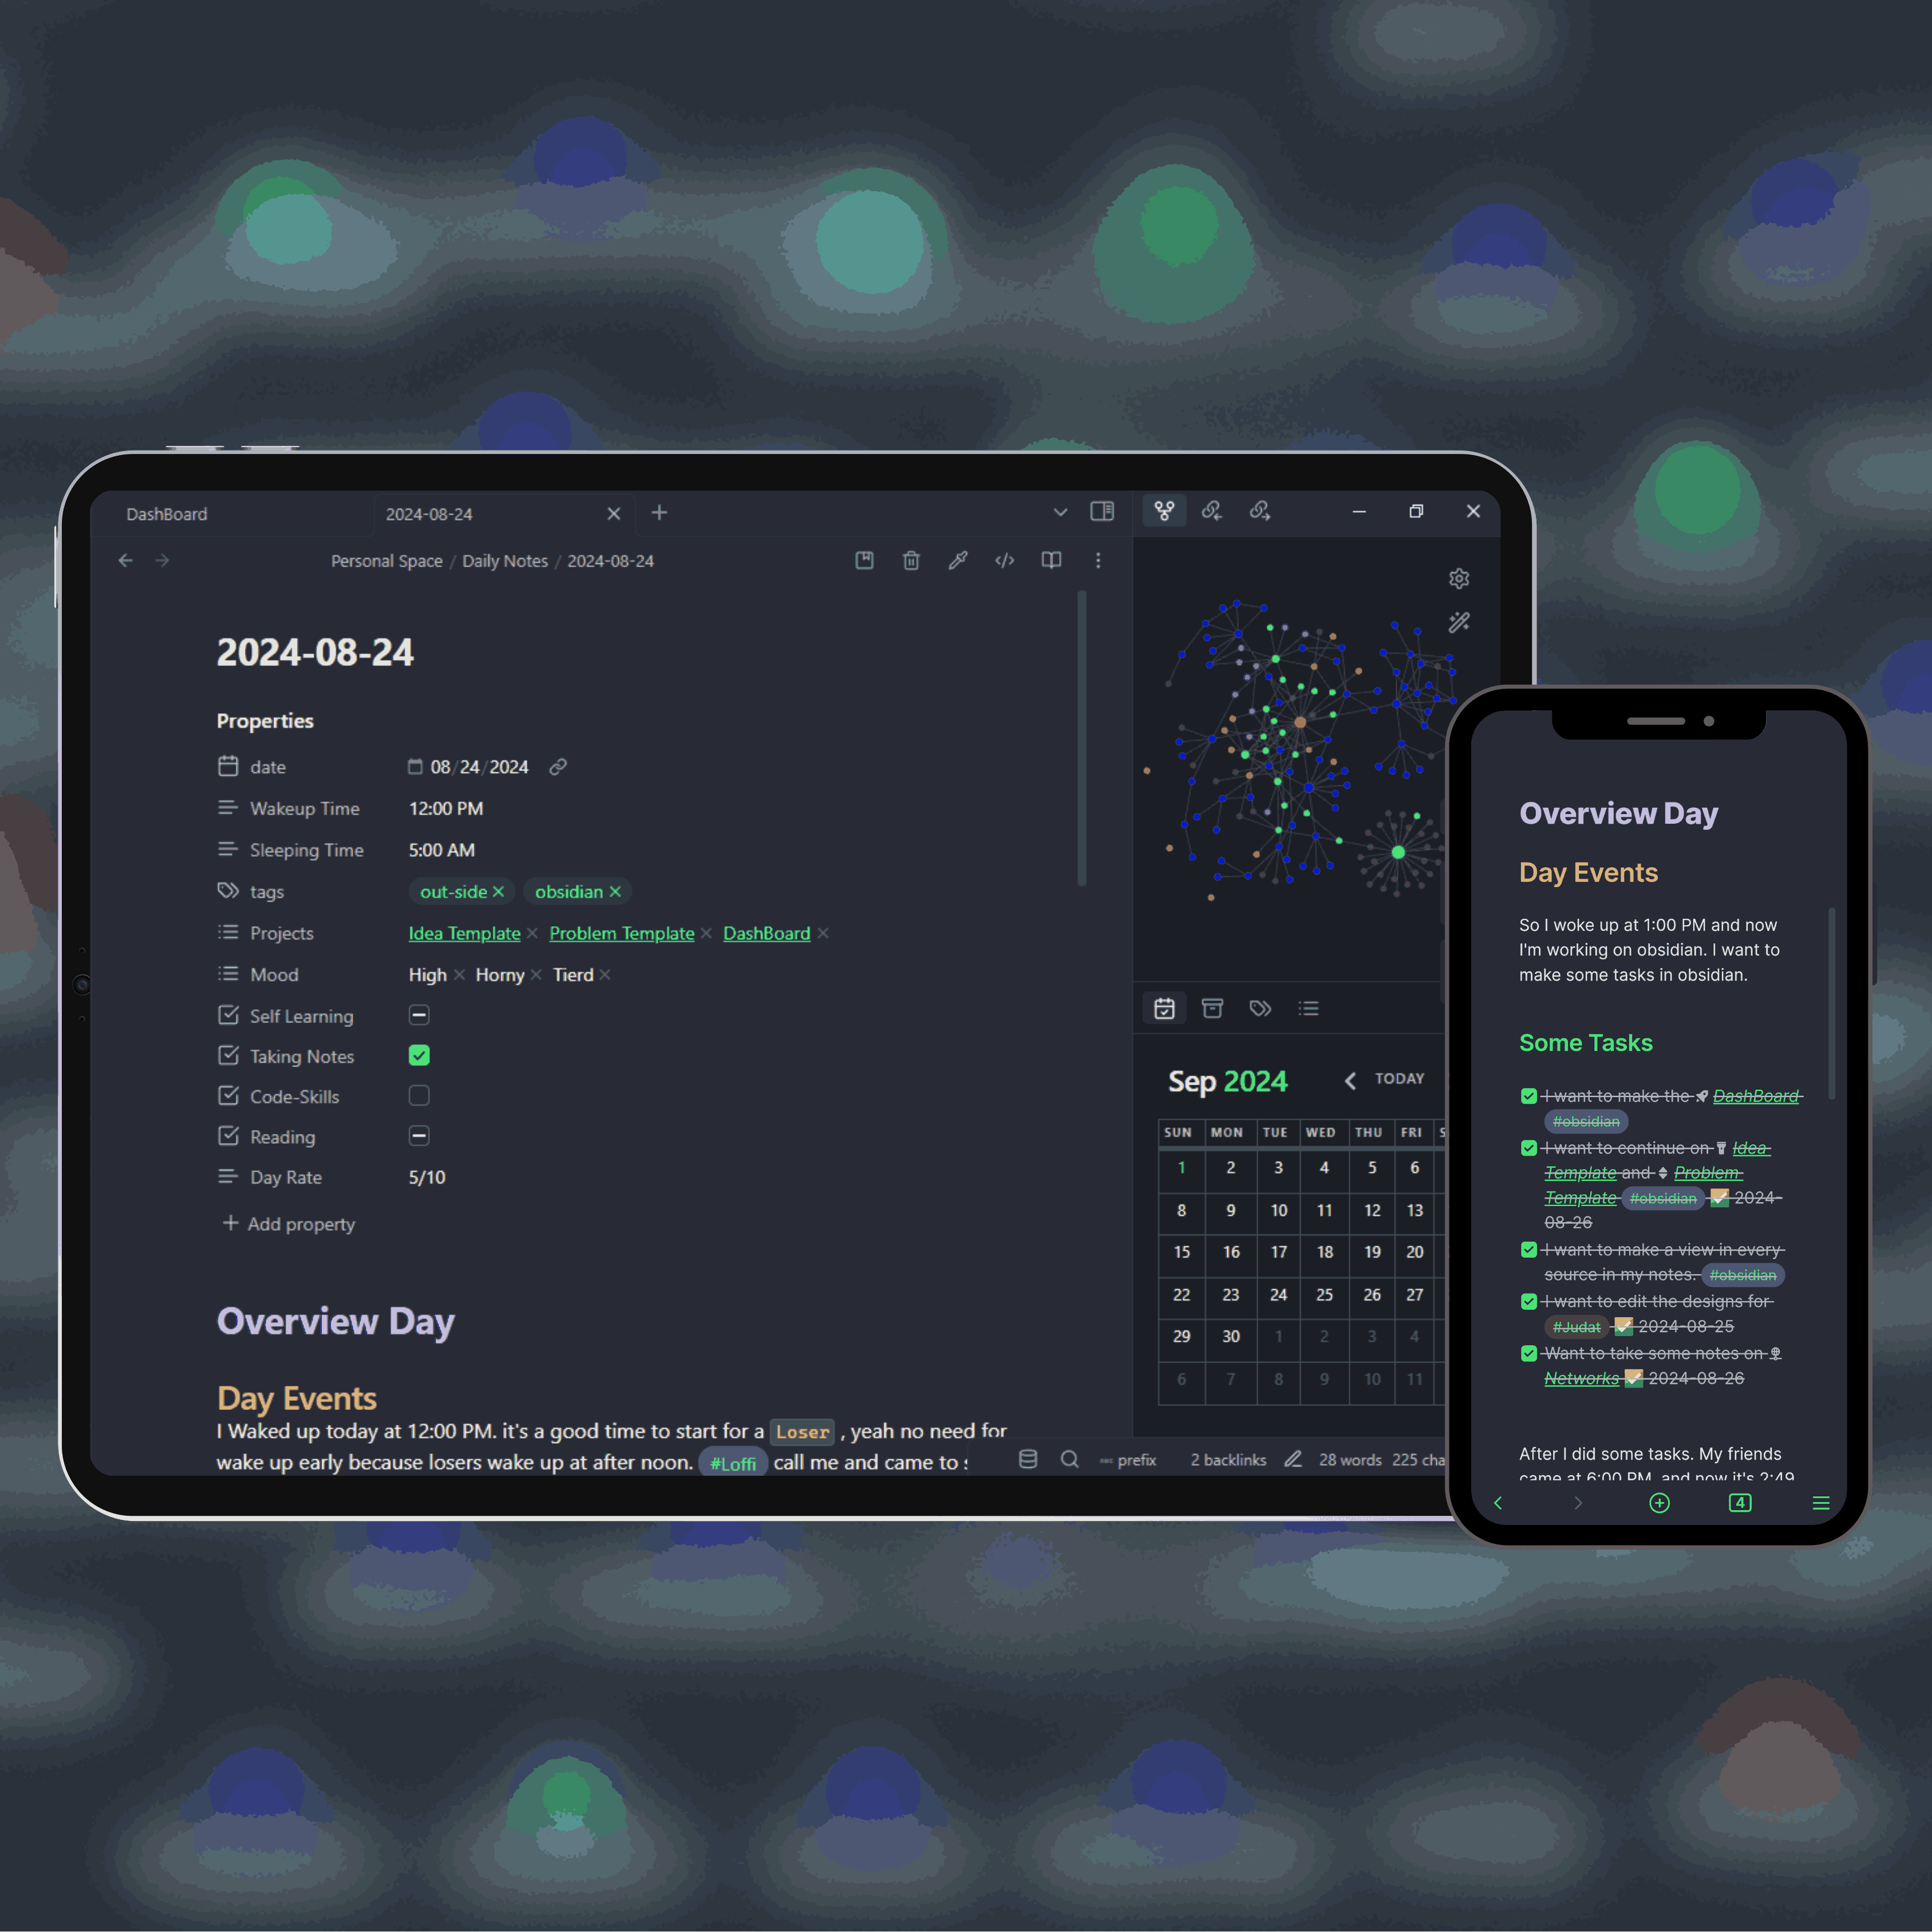 DashBoard
2024-08-24
Personal Space / Daily Notes / 2024-08-24
2024-08-24
Properties
date 08/24/2024
Wakeup Time 12:00 PM
Sleeping Time 5:00 AM
tags out-side obsidian
Projects Idea Template Problem Template DashBoard
Mood High Horny Tierd
Self Learning
Taking Notes
Code-Skills
Reading
Day Rate 5/10
Add property
Overview Day
Day Events
I Waked up today at 12:00 PM. it's a good time to start for a Loser , yeah no need for
wake up early because losers wake up at after noon. #Loffi call me and came to
Sep 2024 TODAY
SUN MON TUE WED THU FRI S
1 2 3 4 5 6
8 9 10 11 12 13
15 16 17 18 19 20
22 23 24 25 26 27
29 30 1 2 3 4
6 7 8 9 10 11
prefix 2 backlinks 28 words 225 cha
Overview Day
Day Events
So I woke up at 1:00 PM and now
I'm working on obsidian. I want to
make some tasks in obsidian.
Some Tasks
I want to make the DashBoard
#obsidian
I want to continue on Idea
Template and Problem
Template #obsidian 2024-
08-26
I want to make a view in every
source in my notes. #obsidian
I want to edit the designs for
#Judat 2024-08-25
Want to take some notes on
Networks 2024-08-26
After I did some tasks. My friends
came at 6:00 PM, and now it's 2:49
4